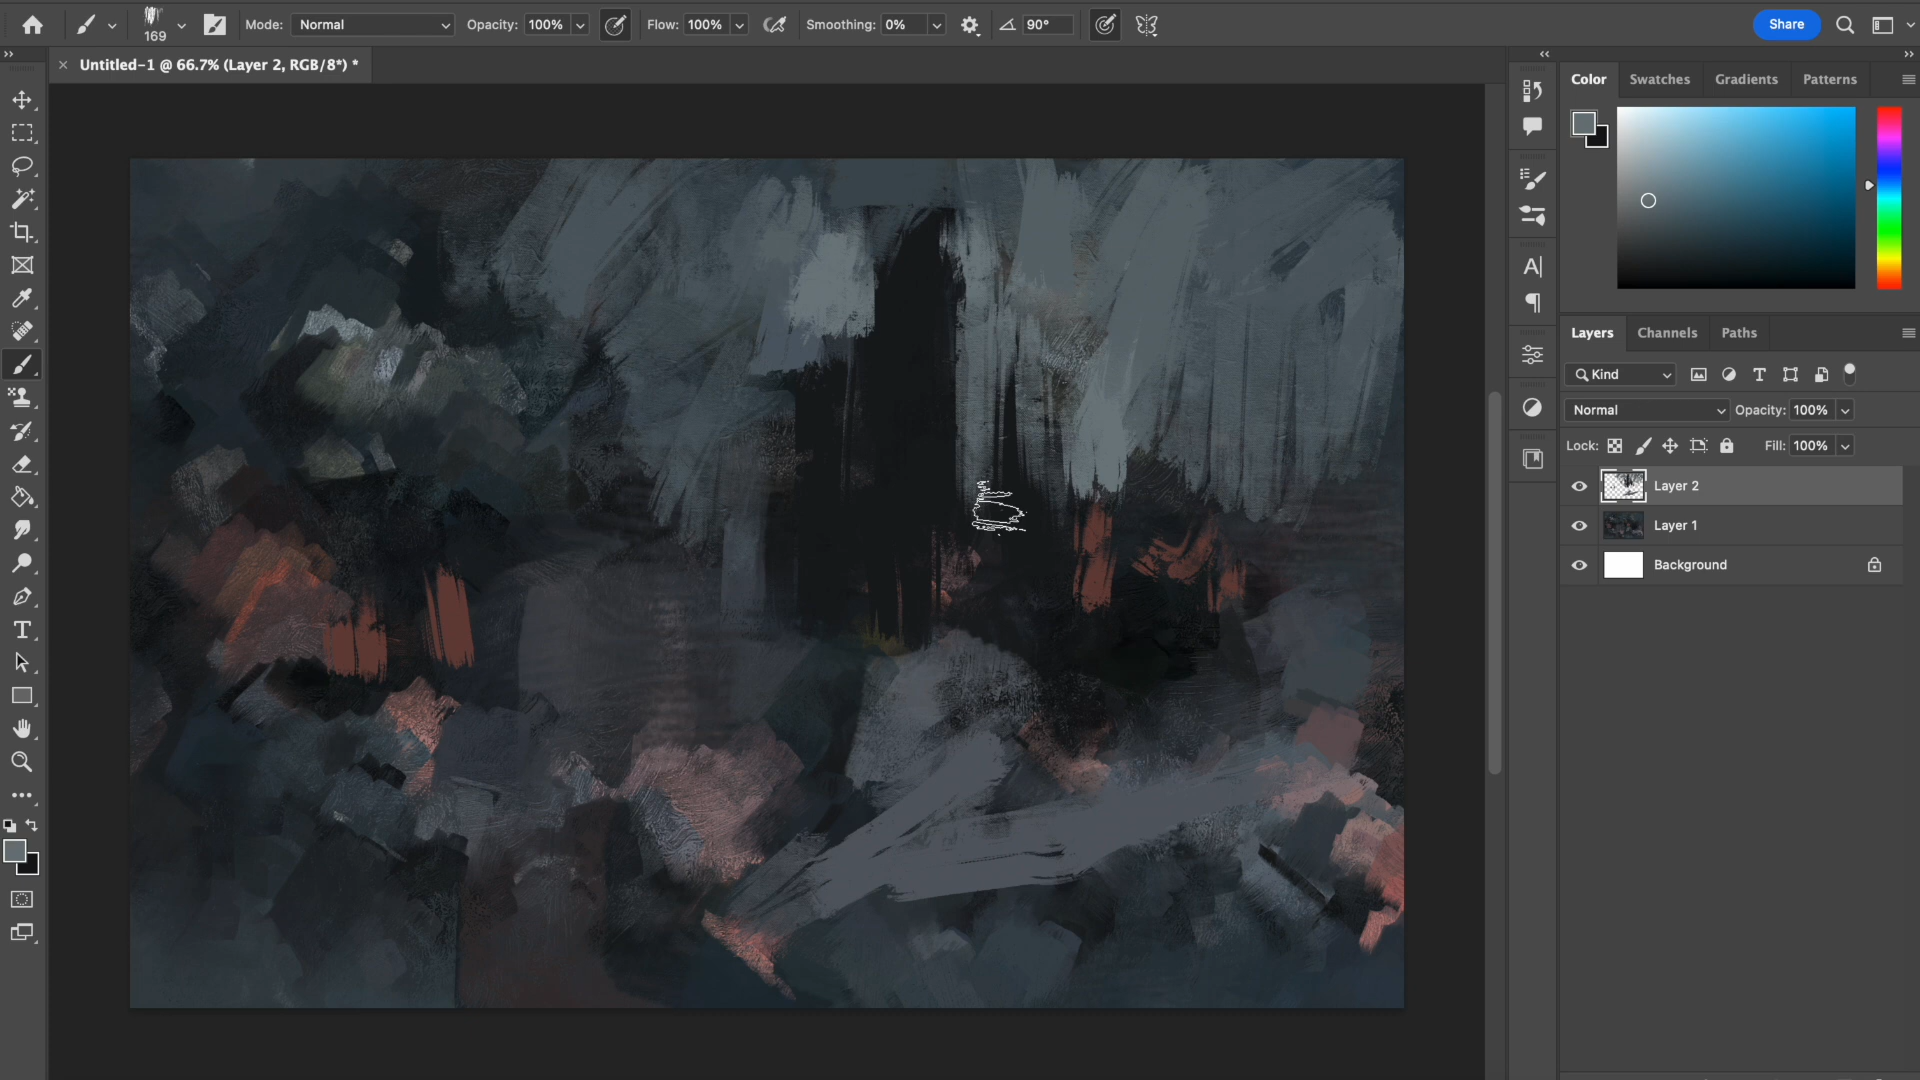 169
Mode: Normal
Opacity: 100%
Flow: 100%
Smoothing: 0%
90°
Share
Untitled-1 @ 66.7% (Layer 2, RGB/8*) *
Color Swatches Gradients Patterns
Layers Channels Paths
Kind
Normal Opacity: 100%
Lock: Fill: 100%
Layer 2
Layer 1
Background